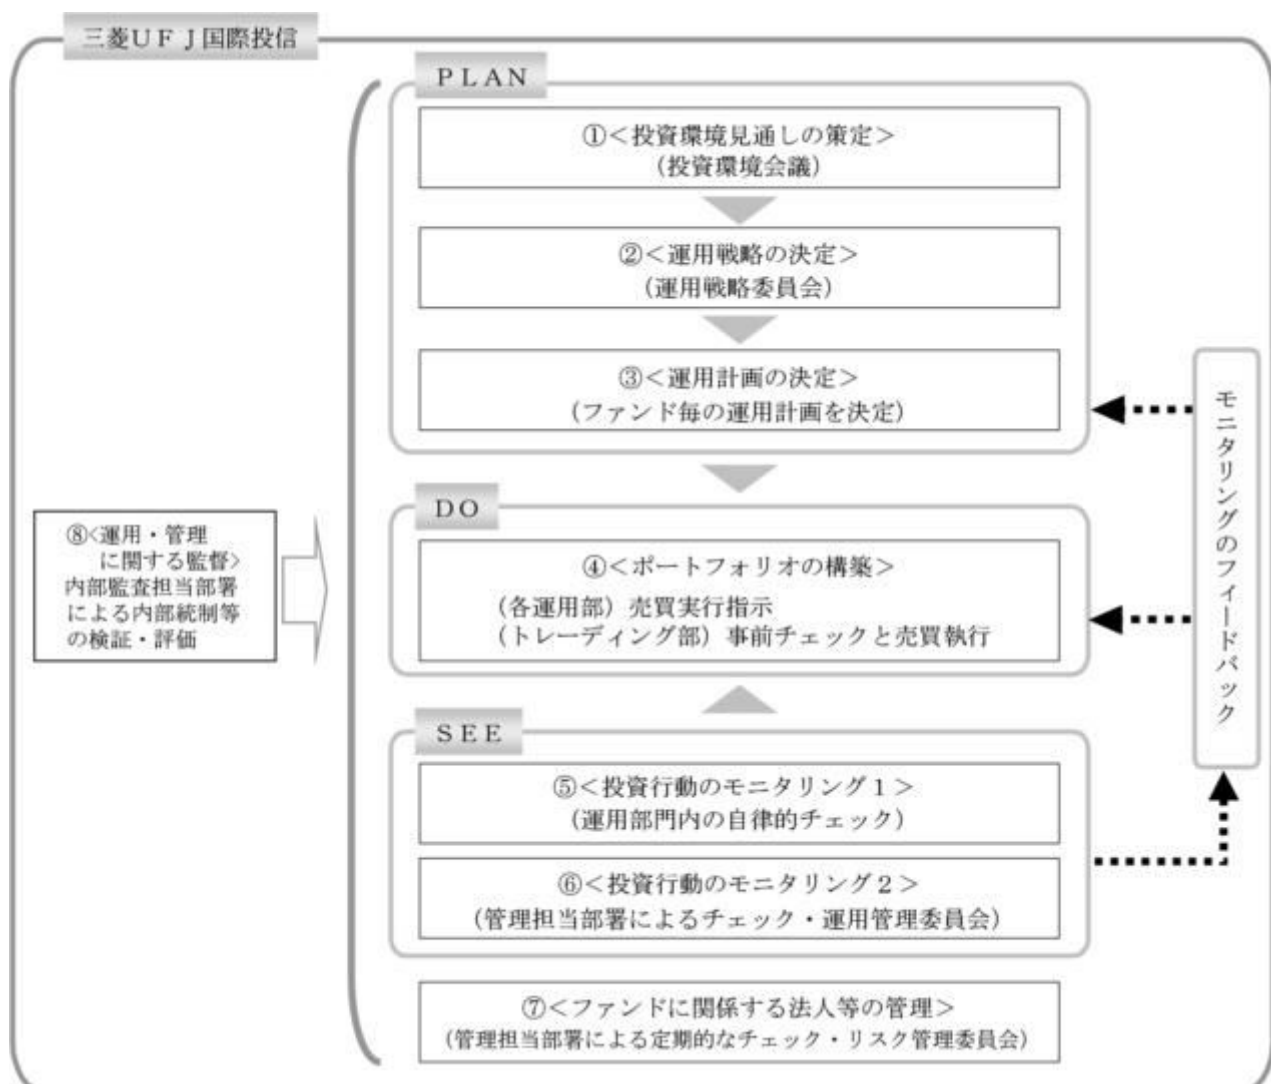 三菱UFJ国際投信
PLAN
①<投資環境見通しの策定>
(投資環境会議)
②<運用戦略の決定>
(運用戦略委員会)
③<運用計画の決定>
(ファンド毎の運用計画を決定)
DO
④<ポートフォリオの構築>
(各運用部)売買実行指示
(トレーディング部)事前チェックと売買執行
SEE
⑤<投資行動のモニタリング1>
(運用部門内の自律的チェック)
⑥<投資行動のモニタリング2>
(管理担当部署によるチェック・運用管理委員会)
⑦<ファンドに関係する法人等の管理>
(管理担当部署による定期的なチェック・リスク管理委員会)
⑧<運用・管理
に関する監督>
内部監査担当部署
による内部統制等
の検証・評価
モニタリングのフィードバック